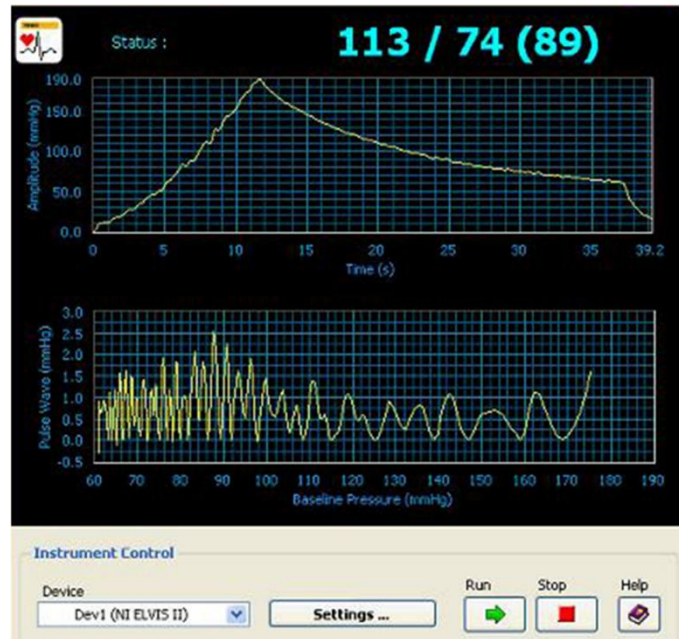 Status :
113 / 74 (89)
Amplitude (mmHg)
190.0
150.0
100.0
50.0
0.0
0 5 10 15 20 25 30 35 39.2
Time (s)
Pulse Wave (mmHg)
3.0
2.5
2.0
1.5
1.0
0.5
0.0
-0.5
60 70 80 90 100 110 120 130 140 150 160 170 180 190
Baseline Pressure (mmHg)
Instrument Control
Device
Dev1 (NI ELVIS II)
Settings ...
Run Stop Help